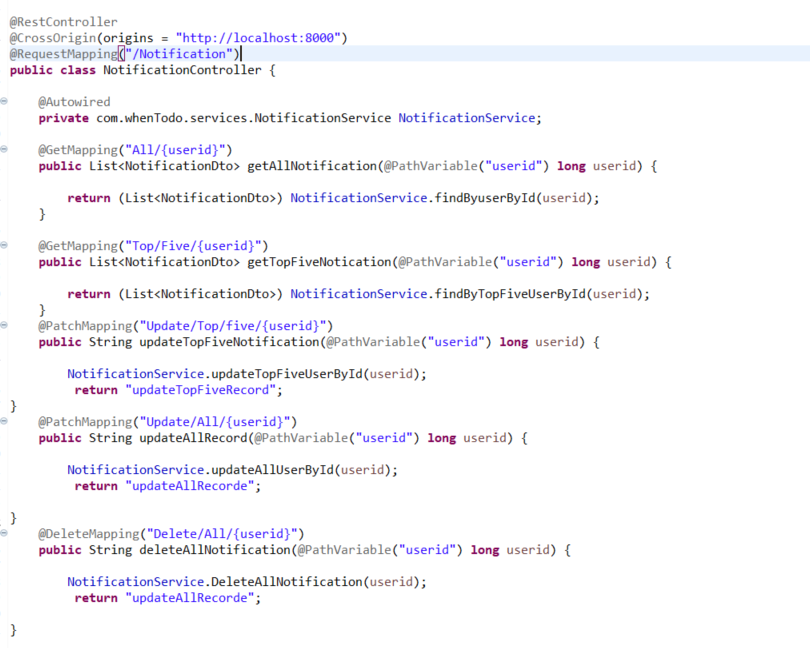 @RestController
@CrossOrigin(origins = "http://localhost:8000")
@RequestMapping("/Notification")
public class NotificationController {
@Autowired
private com.whenTodo.services.NotificationService NotificationService;
@GetMapping("All/{userid}")
public List<NotificationDto> getAllNotification(@PathVariable("userid") long userid) {
return (List<NotificationDto>) NotificationService.findByuserById(userid);
}
@GetMapping("Top/Five/{userid}")
public List<NotificationDto> getTopFiveNotication(@PathVariable("userid") long userid) {
return (List<NotificationDto>) NotificationService.findByTopFiveUserById(userid);
}
@PatchMapping("Update/Top/five/{userid}")
public String updateTopFiveNotification(@PathVariable("userid") long userid) {
NotificationService.updateTopFiveUserById(userid);
return "updateTopFiveRecord";
}
@PatchMapping("Update/All/{userid}")
public String updateAllRecord(@PathVariable("userid") long userid) {
NotificationService.updateAllUserById(userid);
return "updateAllRecorde";
}
@DeleteMapping("Delete/All/{userid}")
public String deleteAllNotification(@PathVariable("userid") long userid) {
NotificationService.DeleteAllNotification(userid);
return "updateAllRecorde";
}